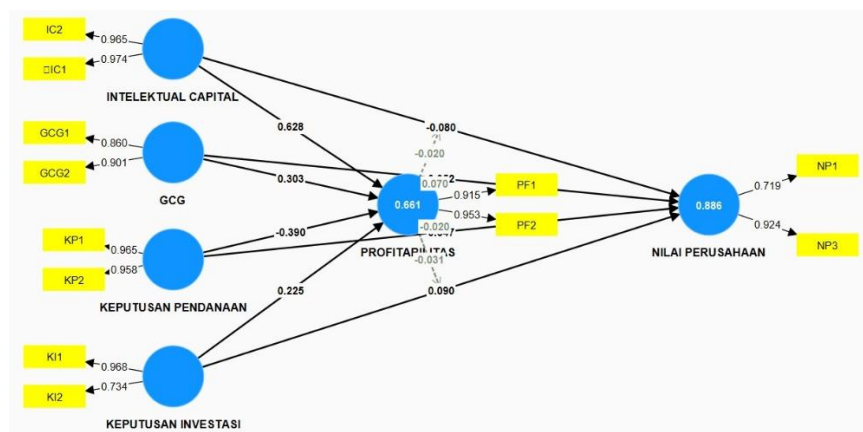 IC2
0.965
IC1
0.974
INTELEKTUAL CAPITAL
-0.080
0.628
-0.020
GCG1
0.860
GCG2
0.901
GCG
0.303
0.070
0.661
0.915
PF1
0.953
PF2
-0.020
PROFITABILITAS
-0.031
NP1
0.719
0.886
0.924
NP3
NILAI PERUSAHAAN
KP1
0.965
KP2
0.958
-0.390
KEPUTUSAN PENDANAAN
0.225
0.090
KI1
0.968
KI2
0.734
KEPUTUSAN INVESTASI